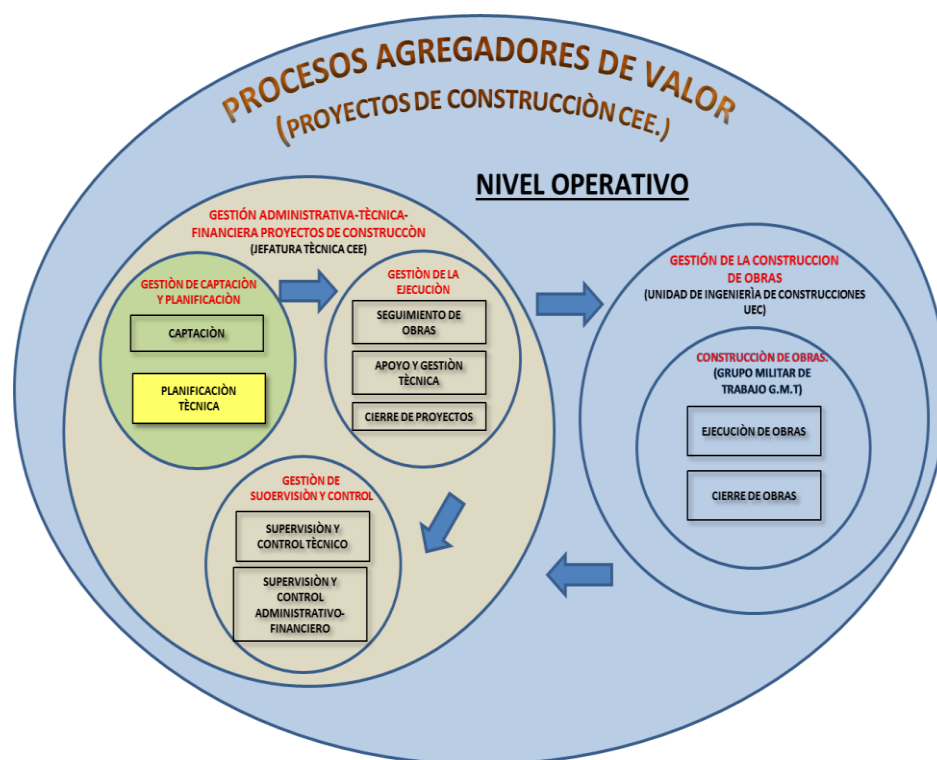 PROCESOS AGREGADORES DE VALOR
(PROYECTOS DE CONSTRUCCIÒN CEE.)
NIVEL OPERATIVO
GESTIÓN ADMINISTRATIVA-TÈCNICA-
FINANCIERA PROYECTOS DE CONSTRUCCÒN
(JEFATURA TÈCNICA CEE)
GESTIÒN DE CAPTACIÒN
Y PLANIFICACIÒN
CAPTACIÒN
PLANIFICACIÒN
TÈCNICA
GESTIÒN DE LA
EJECUCIÒN
SEGUIMIENTO DE
OBRAS
APOYO Y GESTIÒN
TÈCNICA
CIERRE DE PROYECTOS
GESTIÒN DE
SUOERVISIÒN Y CONTROL
SUPERVISIÒN Y
CONTROL TÈCNICO
SUPERVISIÒN Y
CONTROL
ADMINISTRATIVO-
FINANCIERO
GESTIÓN DE LA CONSTRUCCION
DE OBRAS
(UNIDAD DE INGENIERÌA DE CONSTRUCCIONES
UEC)
CONSTRUCCIÒN DE OBRAS.
(GRUPO MILITAR DE
TRABAJO G.M.T)
EJECUCIÒN DE OBRAS
CIERRE DE OBRAS